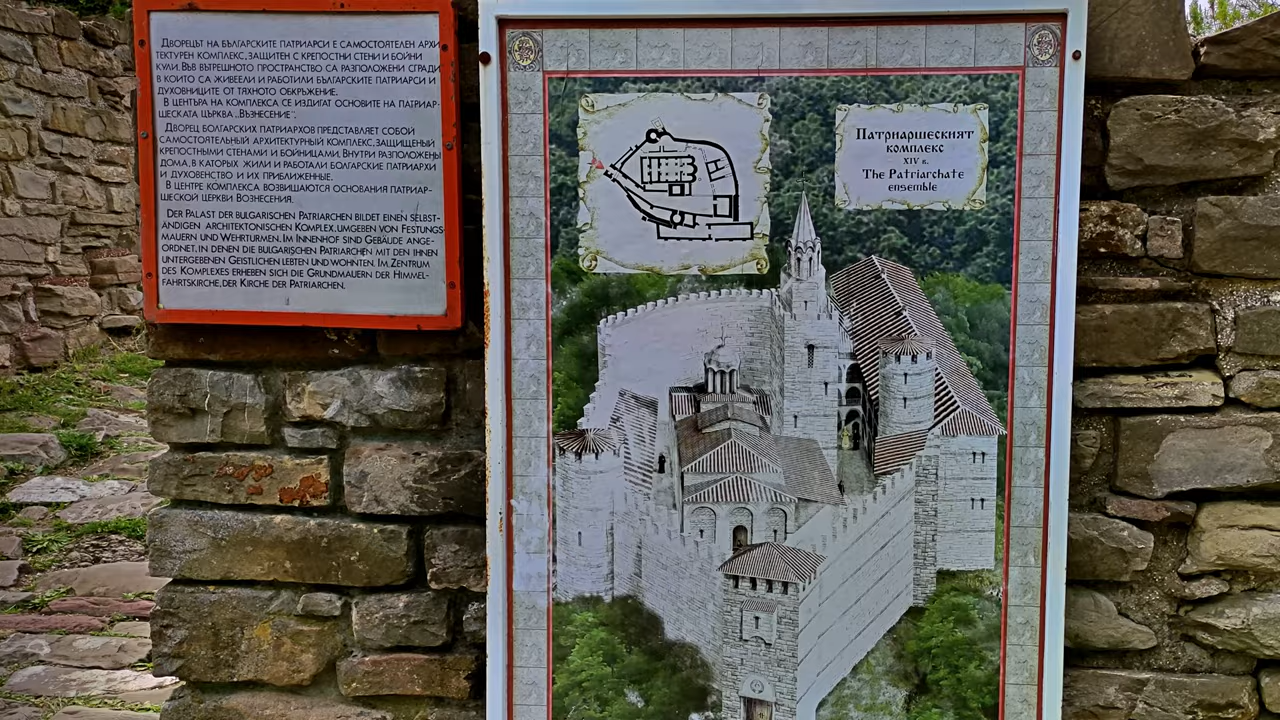 ДВОРЕЦЪТ НА БЪЛГАРСКИТЕ ПАТРИАРСИ Е САМОСТОЯТЕЛЕН АРХИ
ТЕКТУРЕН КОМПЛЕКС, ЗАЩИТЕН С КРЕПОСТНИ СТЕНИ И БОЙНИ
КУЛИ. ВЪВ ВЪТРЕШНОТО ПРОСТРАНСТВО СА РАЗПОЛОЖЕНИ СГРАДИ
В КОИТО СА ЖИВЕЕЛИ И РАБОТИЛИ БЪЛГАРСКИТЕ ПАТРИАРСИ И
ДУХОВНИЦИТЕ ОТ ТЯХНОТО ОБКРЪЖЕНИЕ.
В ЦЕНТЪРА НА КОМПЛЕКСА СЕ ИЗДИГАТ ОСНОВИТЕ НА ПАТРИАР-
ШЕСКАТА ЦЪРКВА „ВЪЗНЕСЕНИЕ".
ДВОРЕЦ БОЛГАРСКИХ ПАТРИАРХОВ ПРЕДСТАВЛЯЕТ СОБОЙ
САМОСТОЯТЕЛЬНЫЙ АРХИТЕКТУРНЫЙ КОМПЛЕКС, ЗАЩИЩЕНЫЙ
КРЕПОСТНЫМИ СТЕНАМИ И БОЙНИЦАМИ. ВНУТРИ РАЗПОЛОЖЕНЫ
ДОМА, В КОТОРЫХ ЖИЛИ И РАБОТАЛИ БОЛГАРСКИЕ ПАТРИАРХИ
И ДУХОВЕНСТВО И ИХ ПРИБЛИЖЕННЫЕ.
В ЦЕНТРЕ КОМПЛЕКСА ВОЗВИШАЮТСЯ ОСНОВАНИЯ ПАТРИАР-
ШЕСКОЙ ЦЕРКВИ ВОЗНЕСЕНИЯ.
DER PALAST DER BULGARISCHEN PATRIARCHEN BILDET EINEN SELBST-
ÄNDIGEN ARCHITEKTONISCHEN KOMPLEX, UMGEBEN VON FESTUNGS-
MAUERN UND WEHRTÜRMEN. IM INNENHOF SIND GEBÄUDE ANGE-
ORDNET, IN DENEN DIE BULGARISCHEN PATRIARCHEN MIT DEN IHNEN
UNTERGEBENEN GEISTLICHEN LEBTEN UND WOHNTEN. IM ZENTRUM
DES KOMPLEXES ERHEBEN SICH DIE GRUNDMAUERN DER HIMMEL-
FAHRTSKIRCHE, DER KIRCHE DER PATRIARCHEN.
Патриаршеският
комплекс
XIV в.
The Patriarchate
ensemble